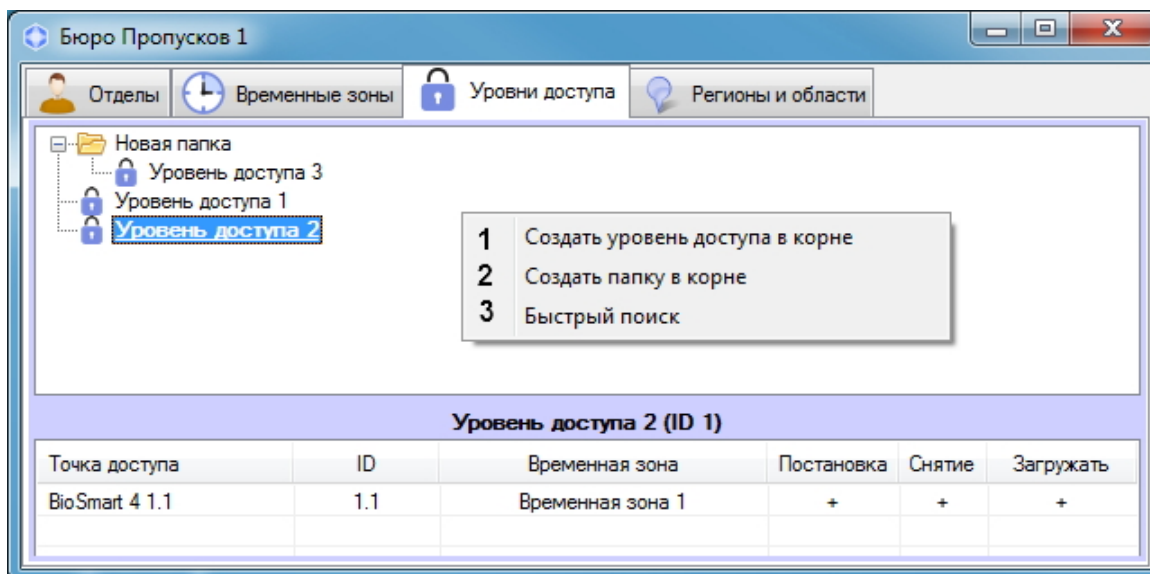 Бюро Пропусков 1
Отделы Временные зоны Уровни доступа Регионы и области
Новая папка
Уровень доступа 3
Уровень доступа 1
Уровень доступа 2
1 Создать уровень доступа в корне
2 Создать папку в корне
3 Быстрый поиск
Уровень доступа 2 (ID 1)
Точка доступа ID Временная зона Постановка Снятие Загружать
BioSmart 4 1.1 1.1 Временная зона 1 + + +